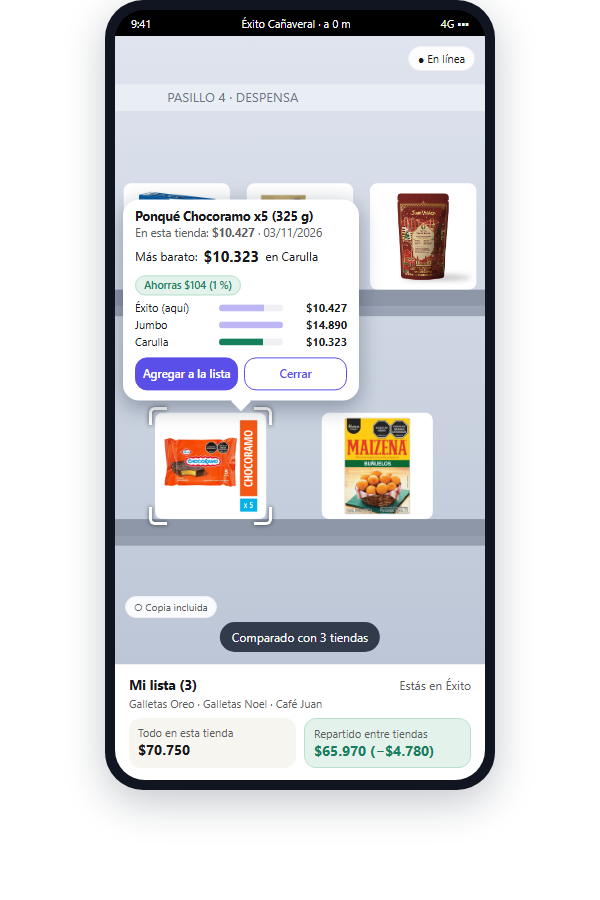 9:41 Éxito Cañaveral · a 0 m 4G
● En línea
PASILLO 4 · DESPENSA
Ponqué Chocoramo x5 (325 g)
En esta tienda: $10.427 · 03/11/2026
Más barato: $10.323 en Carulla
Ahorras $104 (1 %)
Éxito (aquí) $10.427
Jumbo $14.890
Carulla $10.323
Agregar a la lista Cerrar
Juan Valdez
CHOCORAMO
CHOCORAMO
x 5
MAIZENA
BUÑUELOS
○ Copia incluida
Comparado con 3 tiendas
Mi lista (3) Estás en Éxito
Galletas Oreo · Galletas Noel · Café Juan
Todo en esta tienda
$70.750
Repartido entre tiendas
$65.970 (−$4.780)